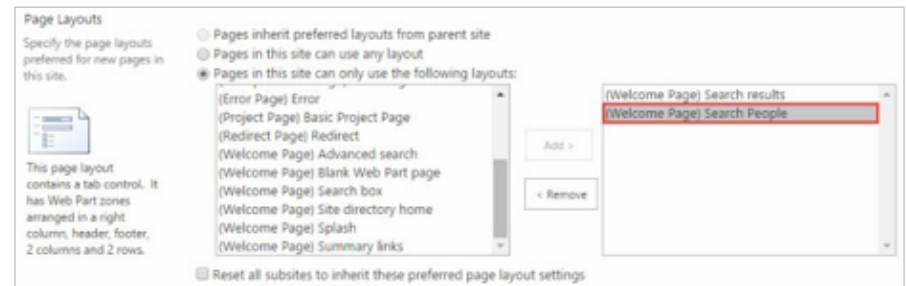 Page Layouts
Specify the page layouts
preferred for new pages in
this site.
This page layout
contains a tab control. It
has Web Part zones
arranged in a right
column, header, footer,
2 columns and 2 rows.
Pages inherit preferred layouts from parent site
Pages in this site can use any layout
Pages in this site can only use the following layouts:
(Error Page) Error
(Project Page) Basic Project Page
(Redirect Page) Redirect
(Welcome Page) Advanced search
(Welcome Page) Blank Web Part page
(Welcome Page) Search box
(Welcome Page) Site directory home
(Welcome Page) Splash
(Welcome Page) Summary links
Add >
< Remove
(Welcome Page) Search results
(Welcome Page) Search People
Reset all subsites to inherit these preferred page layout settings